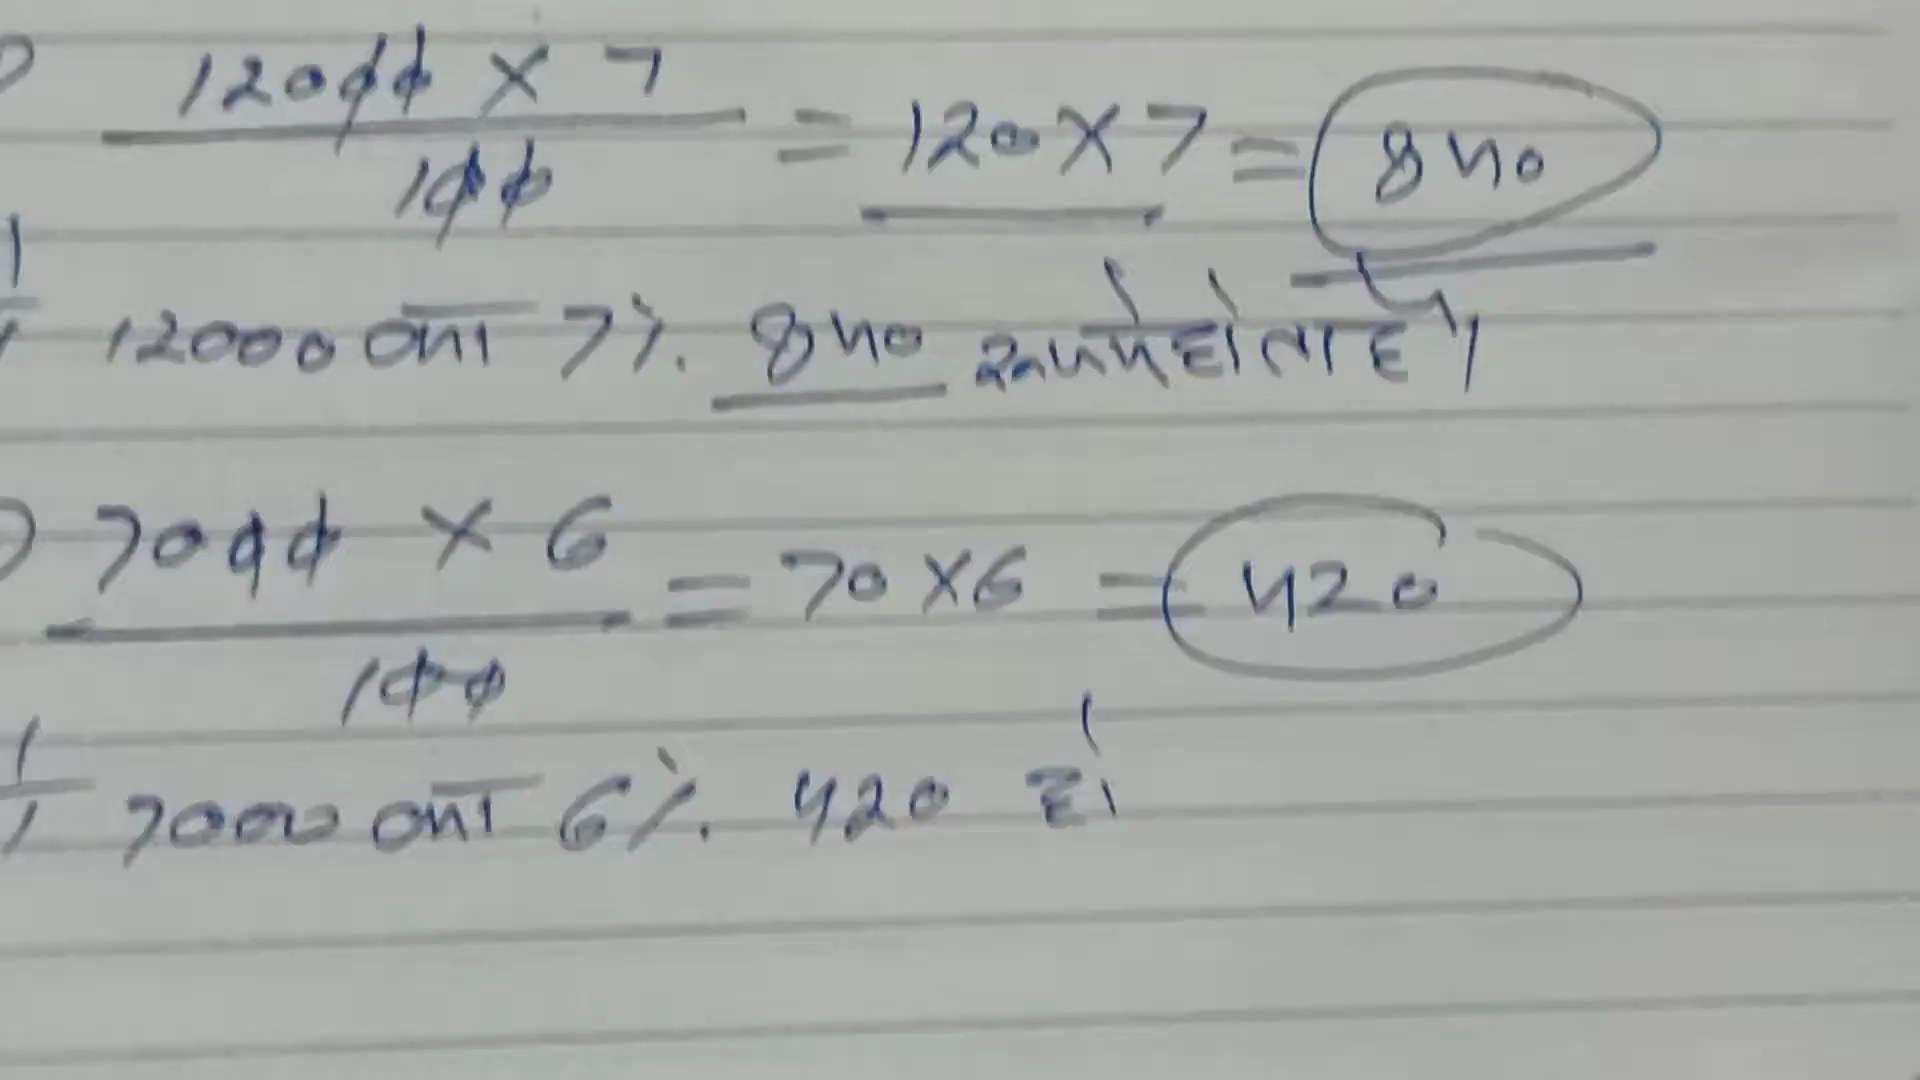 12000 × 7
100
= 120 × 7 = 840
12000 का 7% 840 रूपये होता है।
7000 × 6
100
= 70 × 6 = 420
7000 का 6% 420 हो